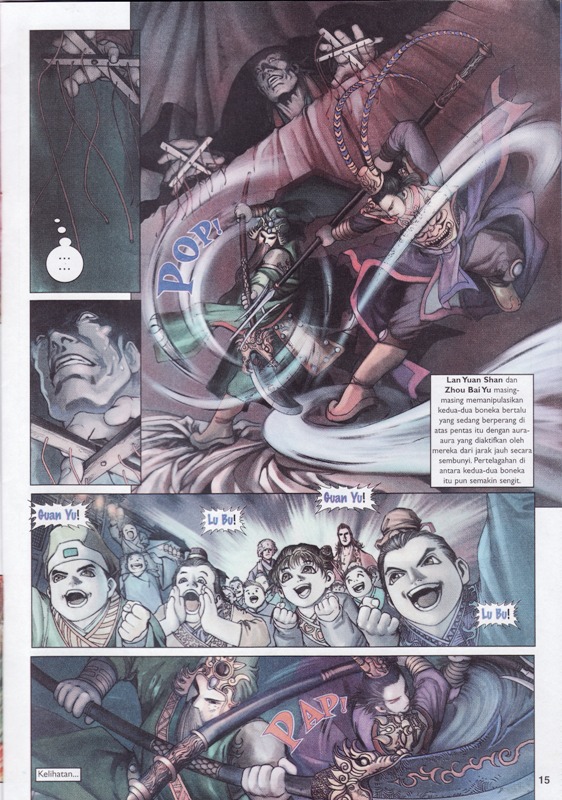 ... 
...
POP!
Lan Yuan Shan dan
Zhou Bai Yu masing-
masing memanipulasikan
kedua-dua boneka bertalu
yang sedang berperang di
atas pentas itu dengan aura-
aura yang diaktifkan oleh
mereka dari jarak jauh secara
sembunyi. Pertelagahan di
antara kedua-dua boneka
itu pun semakin sengit.
Guan Yu!
Lu Bu!
Guan Yu!
Lu Bu!
PAP!
Kelihatan...
15